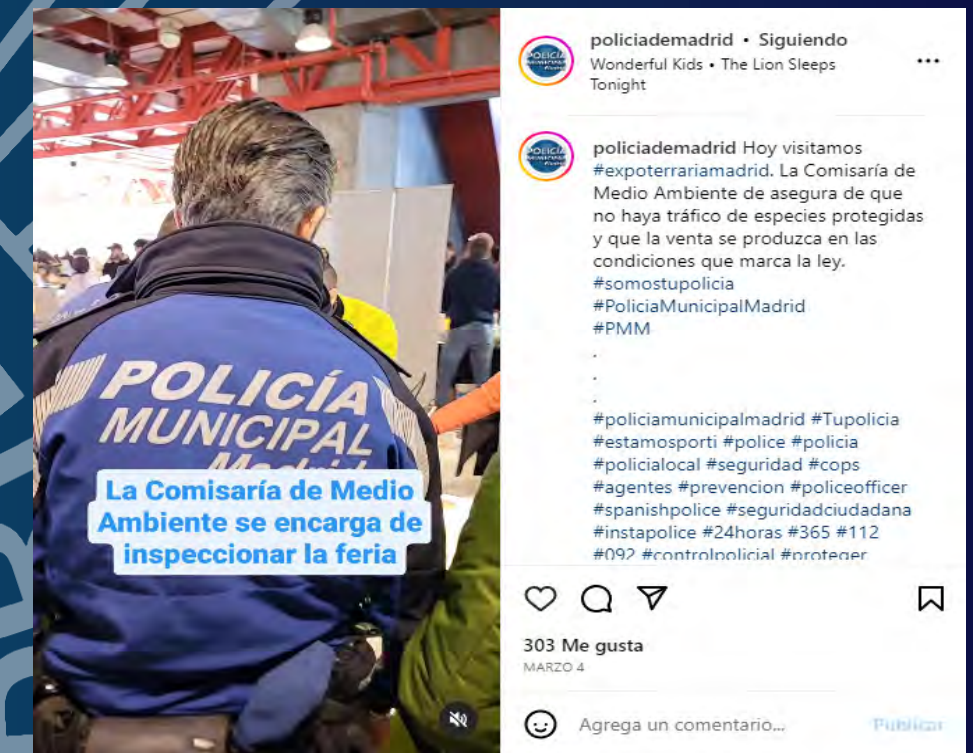 POLICÍA
MUNICIPAL
Madrid
La Comisaría de Medio
Ambiente se encarga de
inspeccionar la feria
policiademadrid • Siguiendo
Wonderful Kids • The Lion Sleeps
Tonight
policiademadrid Hoy visitamos
#expoterrariamadrid. La Comisaría de
Medio Ambiente de asegura de que
no haya tráfico de especies protegidas
y que la venta se produzca en las
condiciones que marca la ley.
#somostupolicia
#PoliciaMunicipalMadrid
#PMM
.
.
.
#policiamunicipalmadrid #Tupolicia
#estamosporti #police #policia
#policialocal #seguridad #cops
#agentes #prevencion #policeofficer
#spanishpolice #seguridadciudadana
#instapolice #24horas #365 #112
#092 #controlpolicial #proteger
303 Me gusta
MARZO 4
Agrega un comentario...
Publicar